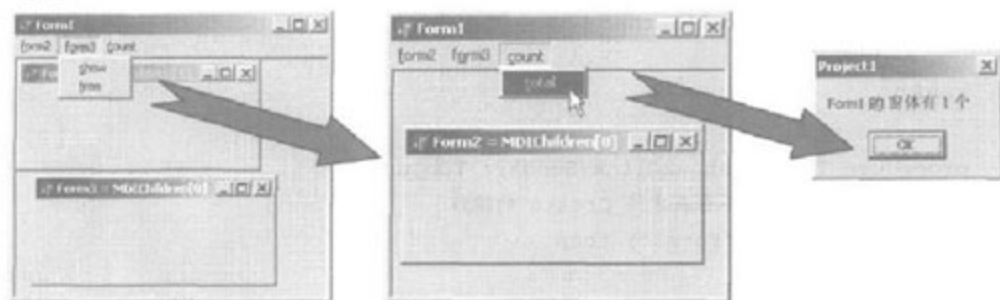 Form1
form2 form3 count
show
free
Form3 = MDIChildren[0]
Form1
form2 form3 count
total
Form2 = MDIChildren[0]
Project1
Form1 的窗体有 1 个
OK